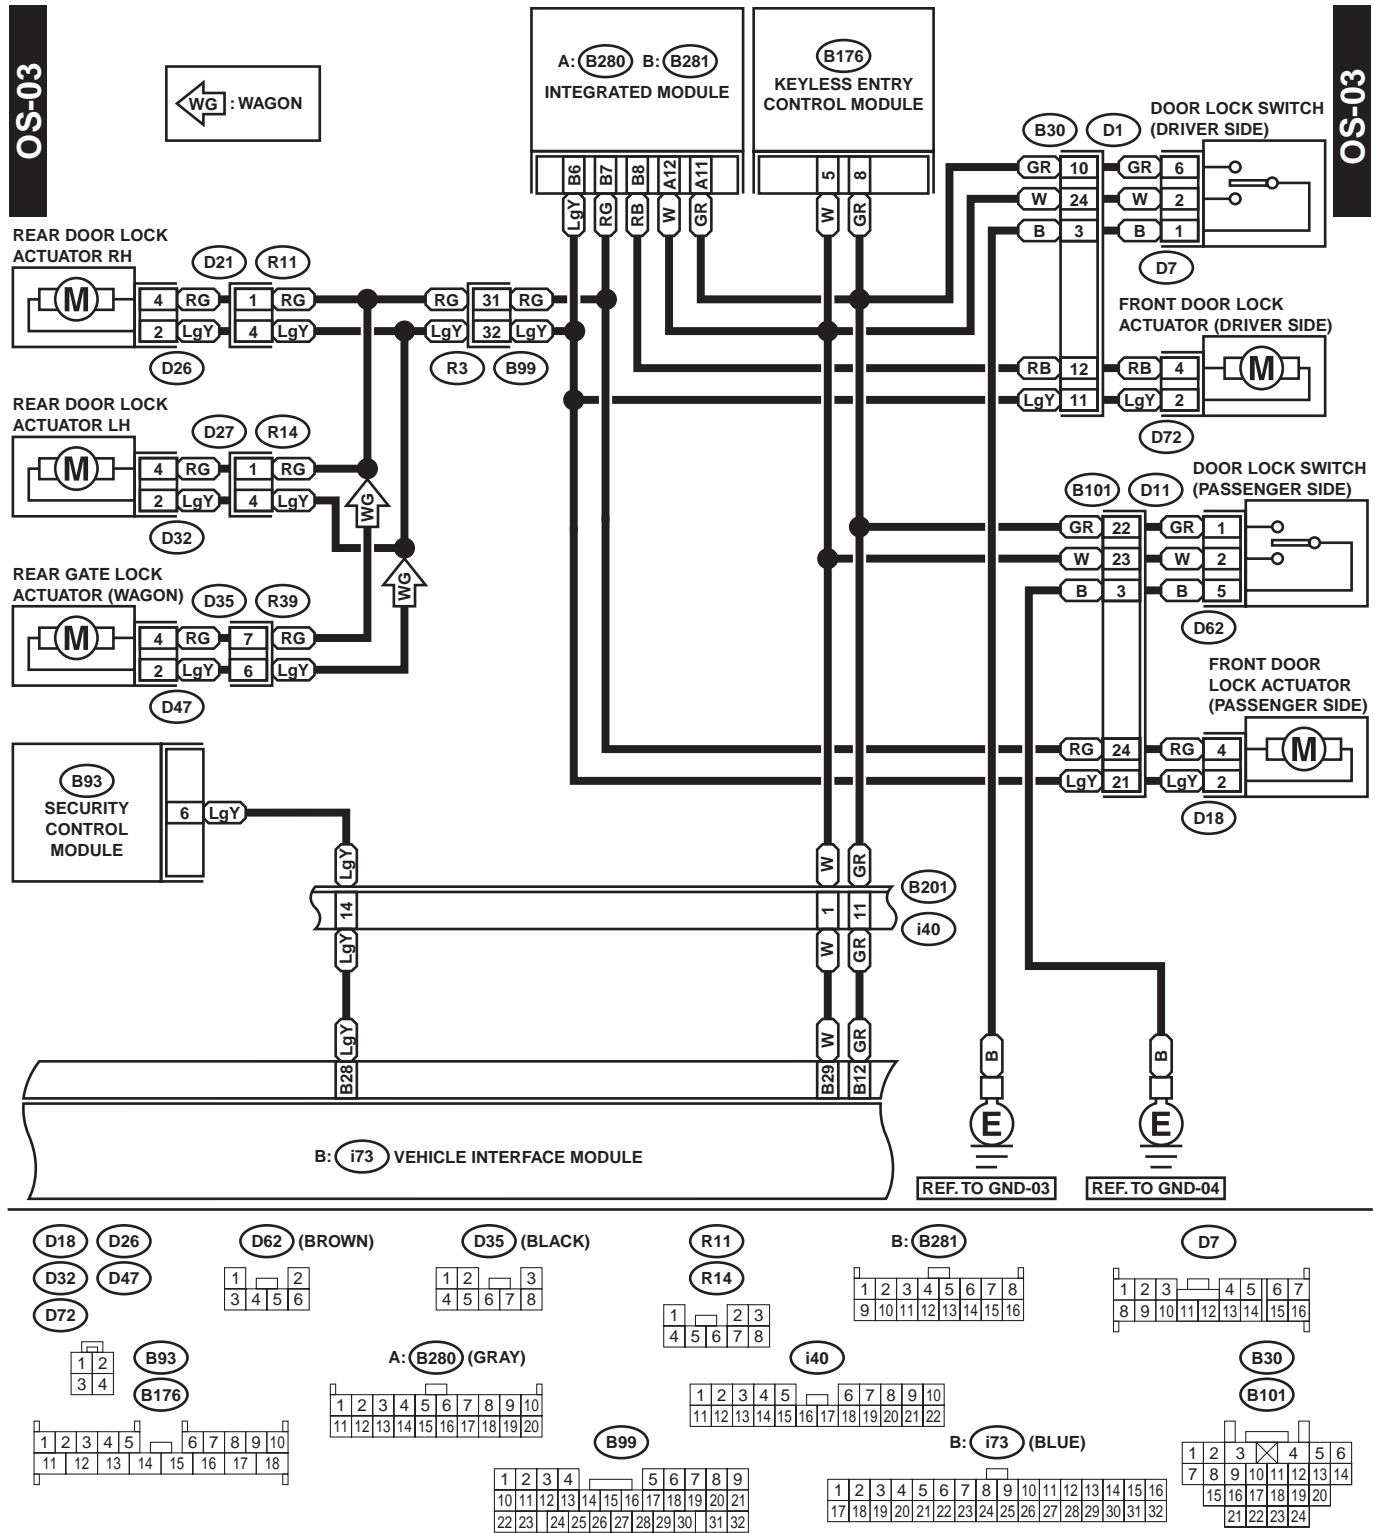 OS-03
OS-03
WG : WAGON
A: B280 B: B281
INTEGRATED MODULE
B176
KEYLESS ENTRY
CONTROL MODULE
B6 B7 B8 A12 A11
5 8
LgY RG RB W GR
W GR
B30 D1
DOOR LOCK SWITCH
(DRIVER SIDE)
GR 10 GR 6
W 24 W 2
B 3 B 1
D7
FRONT DOOR LOCK
ACTUATOR (DRIVER SIDE)
RB 12 RB 4 M
LgY 11 LgY 2
D72
REAR DOOR LOCK
ACTUATOR RH
D21 R11
M 4 RG 1 RG RG 31 RG
2 LgY 4 LgY LgY 32 LgY
D26
R3 B99
REAR DOOR LOCK
ACTUATOR LH
D27 R14
M 4 RG 1 RG
2 LgY 4 LgY
D32
WG
WG
REAR GATE LOCK
ACTUATOR (WAGON)
D35 R39
M 4 RG 7 RG
2 LgY 6 LgY
D47
DOOR LOCK SWITCH
(PASSENGER SIDE)
B101 D11
GR 22 GR 1
W 23 W 2
B 3 B 5
D62
FRONT DOOR
LOCK ACTUATOR
(PASSENGER SIDE)
RG 24 RG 4 M
LgY 21 LgY 2
D18
B93
SECURITY
CONTROL
MODULE
6 LgY
LgY W GR
B201
14 1 11
i40
LgY W GR
LgY W GR
B28 B29 B12
B: i73 VEHICLE INTERFACE MODULE
B B
E E
REF. TO GND-03 REF. TO GND-04
D18 D26
D32 D47
D72
1 2
3 4
D62 (BROWN)
1 2
3 4 5 6
D35 (BLACK)
1 2 3
4 5 6 7 8
R11
R14
1 2 3
4 5 6 7 8
B: B281
1 2 3 4 5 6 7 8
9 10 11 12 13 14 15 16
D7
1 2 3 4 5 6 7
8 9 10 11 12 13 14 15 16
B93
B176
1 2 3 4 5 6 7 8 9 10
11 12 13 14 15 16 17 18
A: B280 (GRAY)
1 2 3 4 5 6 7 8 9 10
11 12 13 14 15 16 17 18 19 20
i40
1 2 3 4 5 6 7 8 9 10
11 12 13 14 15 16 17 18 19 20 21 22
B99
1 2 3 4 5 6 7 8 9
10 11 12 13 14 15 16 17 18 19 20 21
22 23 24 25 26 27 28 29 30 31 32
B: i73 (BLUE)
1 2 3 4 5 6 7 8 9 10 11 12 13 14 15 16
17 18 19 20 21 22 23 24 25 26 27 28 29 30 31 32
B30
B101
1 2 3 4 5 6
7 8 9 10 11 12 13 14
15 16 17 18 19 20
21 22 23 24